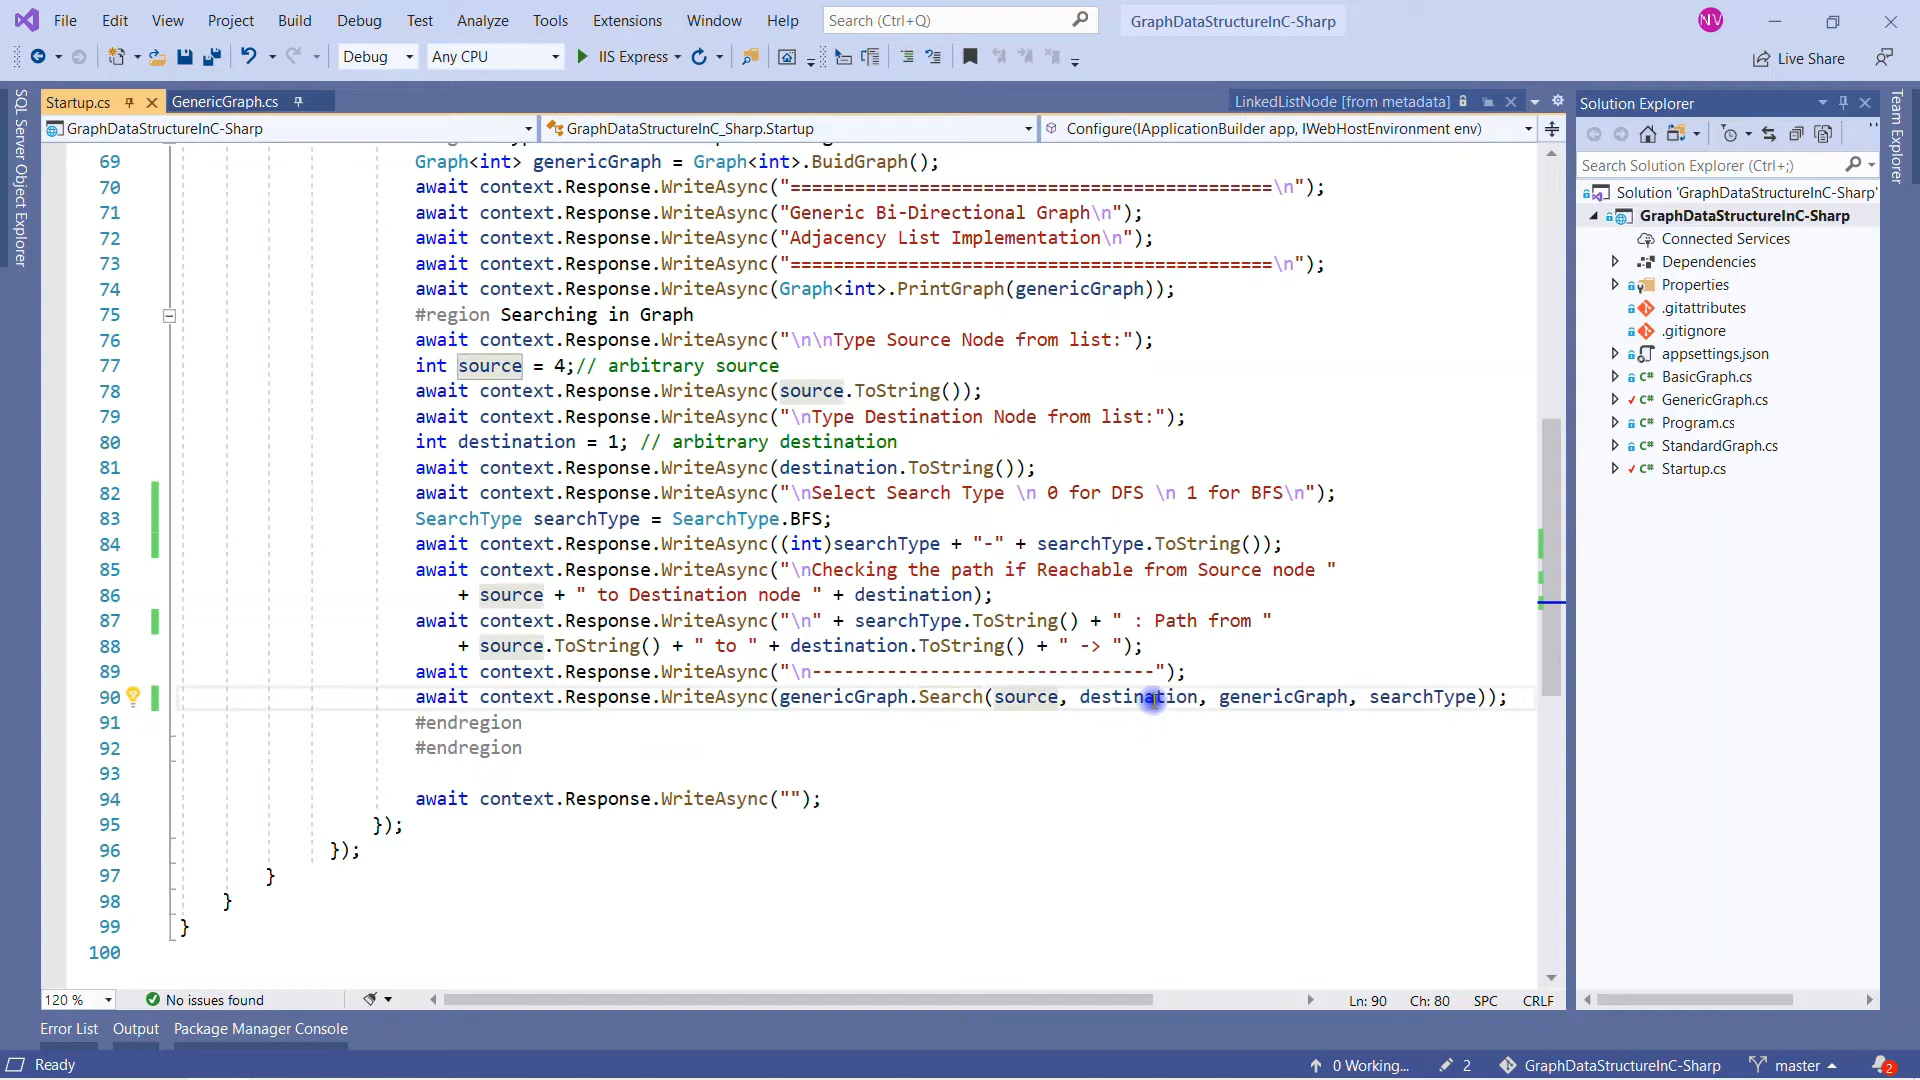 File Edit View Project Build Debug Test Analyze Tools Extensions Window Help Search (Ctrl+Q) GraphDataStructureInC-Sharp NV
Debug Any CPU IIS Express Live Share
Startup.cs GenericGraph.cs LinkedListNode [from metadata]
GraphDataStructureInC-Sharp GraphDataStructureInC_Sharp.Startup Configure(IApplicationBuilder app, IWebHostEnvironment env)
SQL Server Object Explorer
69 Graph<int> genericGraph = Graph<int>.BuidGraph();
70 await context.Response.WriteAsync("=============================================\n");
71 await context.Response.WriteAsync("Generic Bi-Directional Graph\n");
72 await context.Response.WriteAsync("Adjacency List Implementation\n");
73 await context.Response.WriteAsync("=============================================\n");
74 await context.Response.WriteAsync(Graph<int>.PrintGraph(genericGraph));
75 #region Searching in Graph
76 await context.Response.WriteAsync("\n\nType Source Node from list:");
77 int source = 4;// arbitrary source
78 await context.Response.WriteAsync(source.ToString());
79 await context.Response.WriteAsync("\nType Destination Node from list:");
80 int destination = 1; // arbitrary destination
81 await context.Response.WriteAsync(destination.ToString());
82 await context.Response.WriteAsync("\nSelect Search Type \n 0 for DFS \n 1 for BFS\n");
83 SearchType searchType = SearchType.BFS;
84 await context.Response.WriteAsync((int)searchType + "-" + searchType.ToString());
85 await context.Response.WriteAsync("\nChecking the path if Reachable from Source node "
86 + source + " to Destination node " + destination);
87 await context.Response.WriteAsync("\n" + searchType.ToString() + " : Path from "
88 + source.ToString() + " to " + destination.ToString() + " -> ");
89 await context.Response.WriteAsync("\n--------------------------------");
90 await context.Response.WriteAsync(genericGraph.Search(source, destination, genericGraph, searchType));
91 #endregion
92 #endregion
93
94 await context.Response.WriteAsync("");
95 });
96 });
97 }
98 }
99 }
100
120 % No issues found Ln: 90 Ch: 80 SPC CRLF
Solution Explorer
Search Solution Explorer (Ctrl+;)
Solution 'GraphDataStructureInC-Sharp'
GraphDataStructureInC-Sharp
Connected Services
Dependencies
Properties
.gitattributes
.gitignore
appsettings.json
C# BasicGraph.cs
C# GenericGraph.cs
C# Program.cs
C# StandardGraph.cs
C# Startup.cs
Team Explorer
Error List Output Package Manager Console
Ready 0 Working... 2 GraphDataStructureInC-Sharp master 2